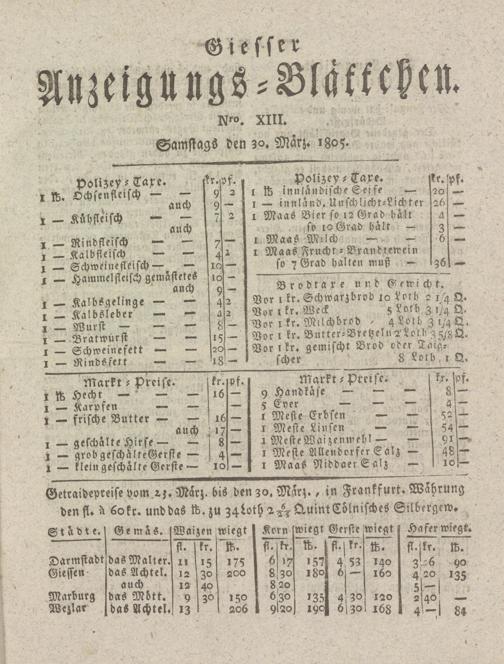 Giesser
Anzeigungs-Blättchen.
Nro. XIII.
Samstags den 30. März. 1805.
Polizey-Taxe. kr. pf.
1 ℔. Ochsenfleisch — — 9 2
auch 9 —
1 — Kühfleisch — — 7 2
auch
1 — Rindfleisch — — 7 —
1 — Kalbfleisch — — 4 2
1 — Schweinefleisch — — 10 —
1 — Hammelfleisch gemästetes 10 —
auch 9 —
1 — Kalbsgelinge — — 4 2
1 — Kalbsleber — — 4 2
1 — Wurst — — 8 —
1 — Bratwurst — — 15 —
1 — Schweinefett — — 20 —
1 — Rindsfett — — 18 —
Polizey-Taxe. kr. pf.
1 ℔ innländische Seife — 20 —
1 — innländ. Unschlicht-Lichter 26 —
1 Maas Bier so 12 Grad hält 4 —
so 10 Grad hält — 3 —
1 Maas Milch — — 6 —
1 Maas Frucht-Brandtewein
so 7 Grad halten muß — 36 —
Brodtaxe und Gewicht.
Vor 1 kr. Schwarzbrod 10 Loth 2 1/4 Q.
Vor 1 kr. Weck 5 Loth 3 1/4 Q.
Vor 1 kr. Milchbrod 4 Loth 3 1/4 Q.
Vor 1 kr. Butter-Bretzeln 2 Loth 3 5/8 Q.
Vor 1 kr. gemischt Brod oder
scher 8 Loth 1 Q.
Markt-Preise. kr. pf.
1 ℔ Hecht — — 16 —
1 — Karpfen — —
1 — frische Butter — — 16 —
auch 17 —
1 — geschälte Hirse — — 8 —
1 — grob geschälte Gerste — 4 —
1 — klein geschälte Gerste — 10 —
Markt-Preise. kr. pf.
9 Handkäse — — 8 —
5 Eyer — — 4 —
1 Meste Erbsen — — 52 —
1 Meste Linsen — — 54 —
1 Meste Waizenmehl — — 91 —
1 Meste Allendorfer Salz — 48 —
1 Maas Niddaer Salz — 10 —
Getraidepreise vom 23. März. bis den 30. März., in Frankfurt. Währung
den fl. à 60 kr. und das ℔. zu 34 Loth 2 Quint Cölnisches Silbergew.
Städte. Gemäs. Waizen wiegt Korn wiegt Gerste wiegt Hafer wiegt.
fl. kr. ℔. fl. kr. ℔. fl. kr. ℔. fl. kr. ℔.
Darmstadt das Malter. 11 15 175 6 17 157 4 53 140 3 26 90
Giessen das Achtel. 12 30 200 8 30 180 6 — 160 4 20 135
auch 12 40 8 20 5 —
Marburg das Mött. 9 30 150 6 30 135 4 30 120 2 40 —
Wezlar das Achtel. 13 206 9 20 190 6 30 168 4 — 84